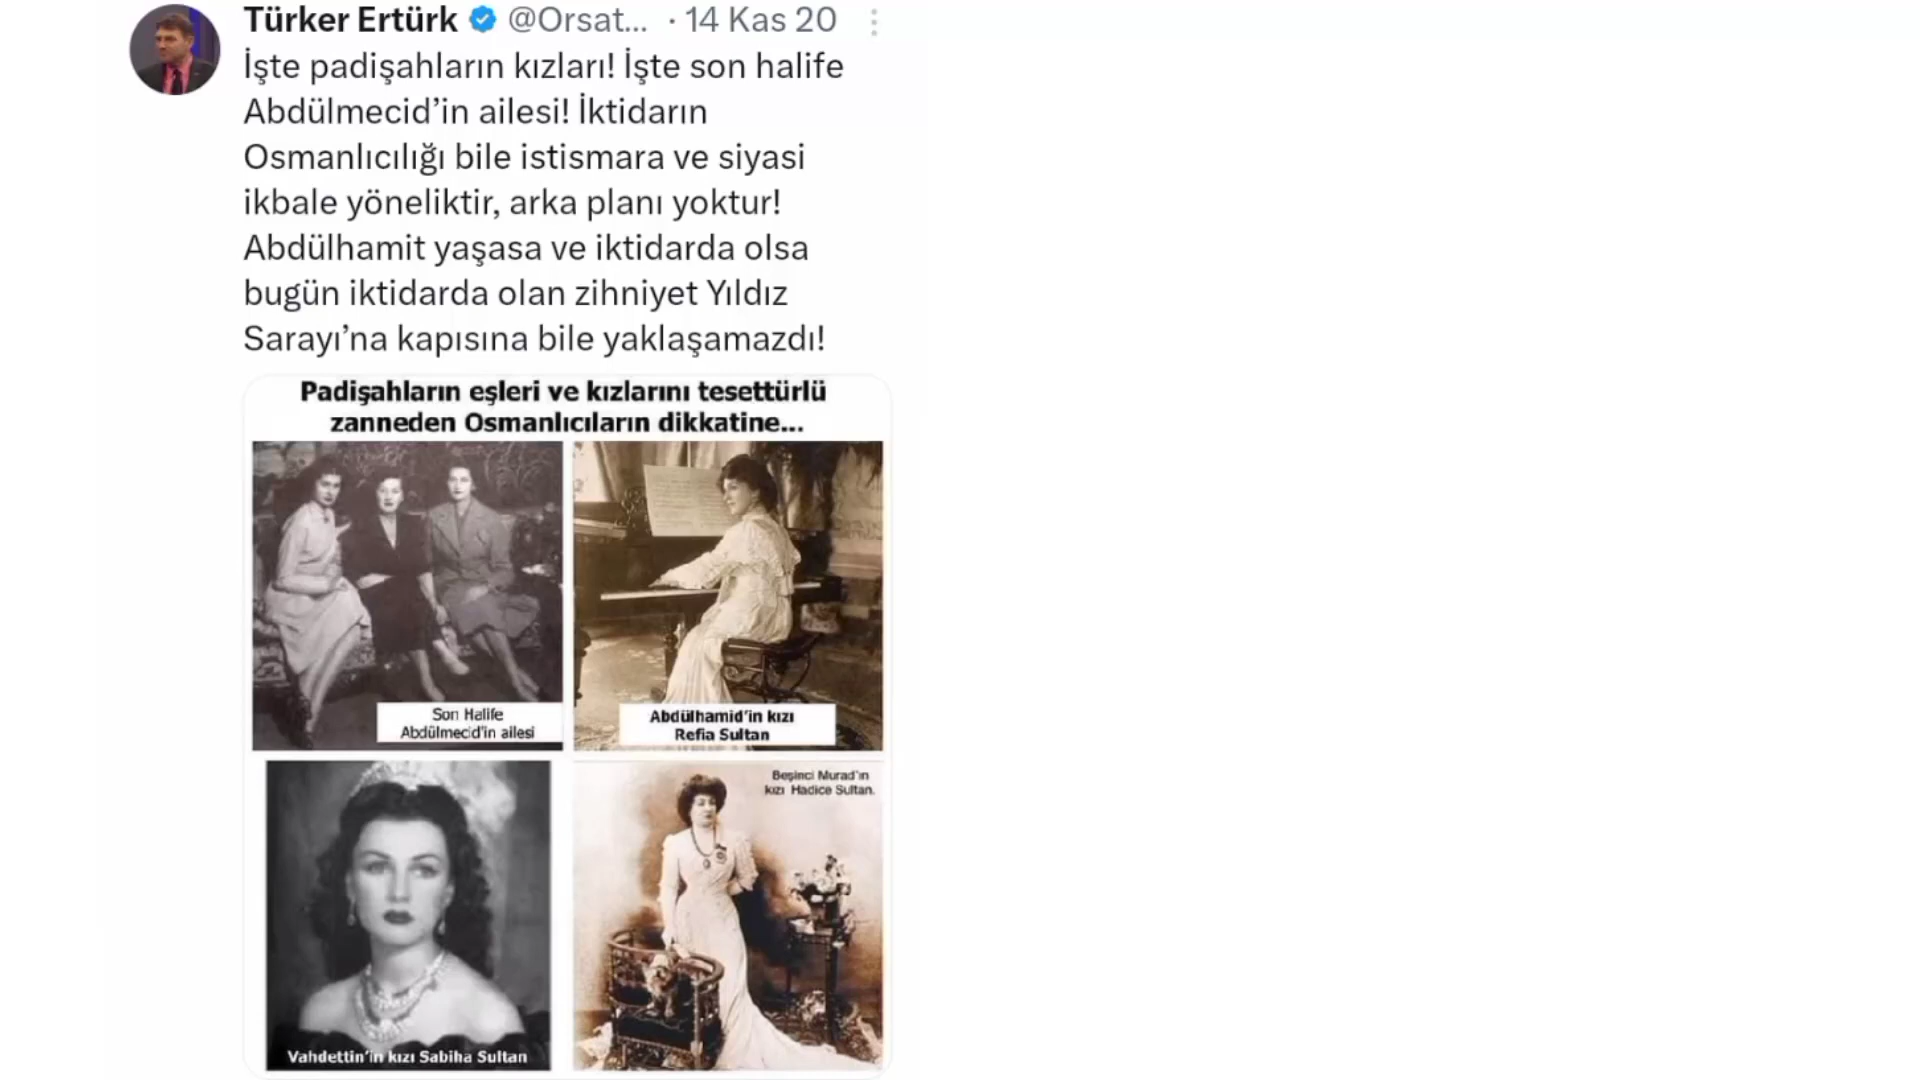 Türker Ertürk @Orsat... · 14 Kas 20
İşte padişahların kızları! İşte son halife
Abdülmecid’in ailesi! İktidarın
Osmanlıcılığı bile istismara ve siyasi
ikbale yöneliktir, arka planı yoktur!
Abdülhamit yaşasa ve iktidarda olsa
bugün iktidarda olan zihniyet Yıldız
Sarayı’na kapısına bile yaklaşamazdı!
Padişahların eşleri ve kızlarını tesettürlü
zanneden Osmanlıcıların dikkatine...
Son Halife
Abdülmecid'in ailesi
Abdülhamid'in kızı
Refia Sultan
Vahdettin'in kızı Sabiha Sultan
Beşinci Murad'ın
kızı Hadice Sultan.